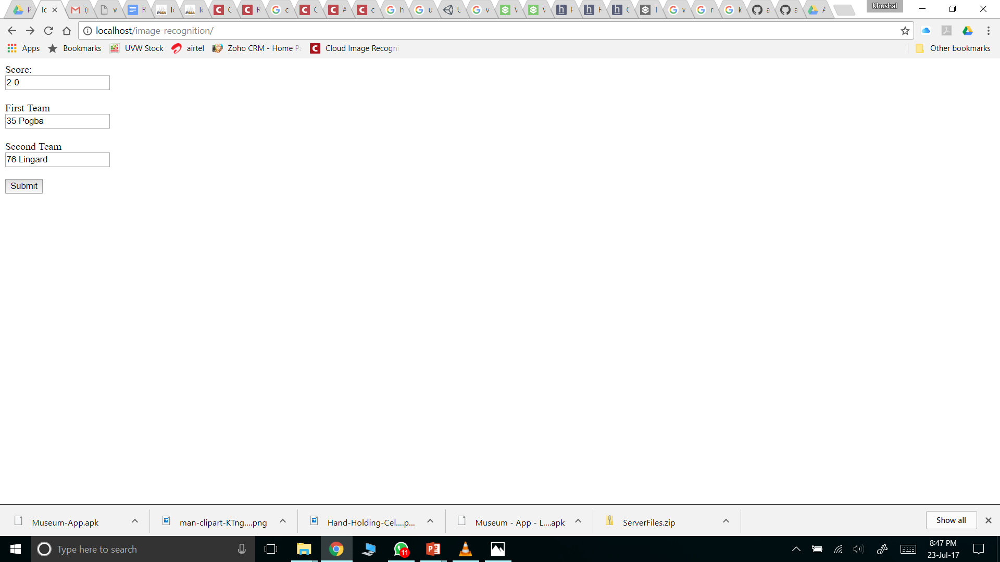 Khushal
localhost/image-recognition/
Apps Bookmarks UVW Stock airtel Zoho CRM - Home Pa Cloud Image Recogni Other bookmarks
Score:
2-0
First Team
35 Pogba
Second Team
76 Lingard
Submit
Museum-App.apk man-clipart-KTng....png Hand-Holding-Cel....p... Museum - App - L....apk ServerFiles.zip Show all
Type here to search
11
8:47 PM
23-Jul-17